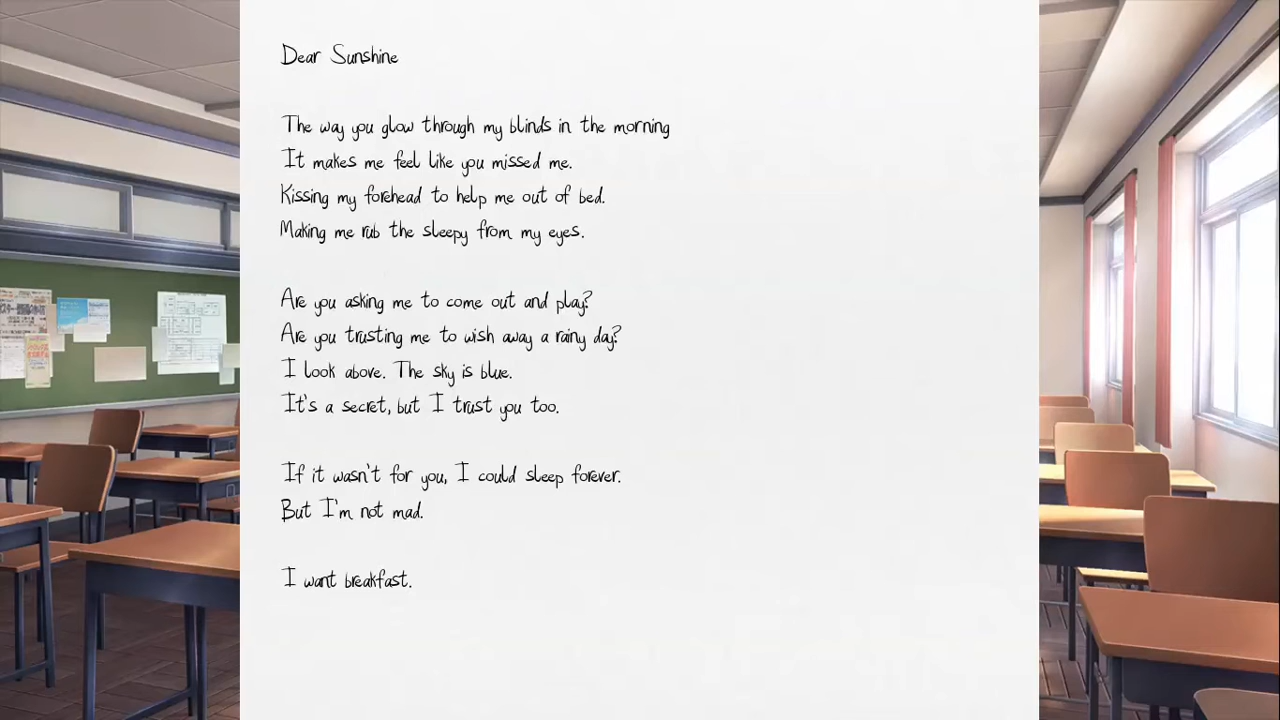 Dear Sunshine
The way you glow through my blinds in the morning
It makes me feel like you missed me.
Kissing my forehead to help me out of bed.
Making me rub the sleepy from my eyes.
Are you asking me to come out and play?
Are you trusting me to wish away a rainy day?
I look above. The sky is blue.
It's a secret, but I trust you too.
If it wasn't for you, I could sleep forever.
But I'm not mad.
I want breakfast.